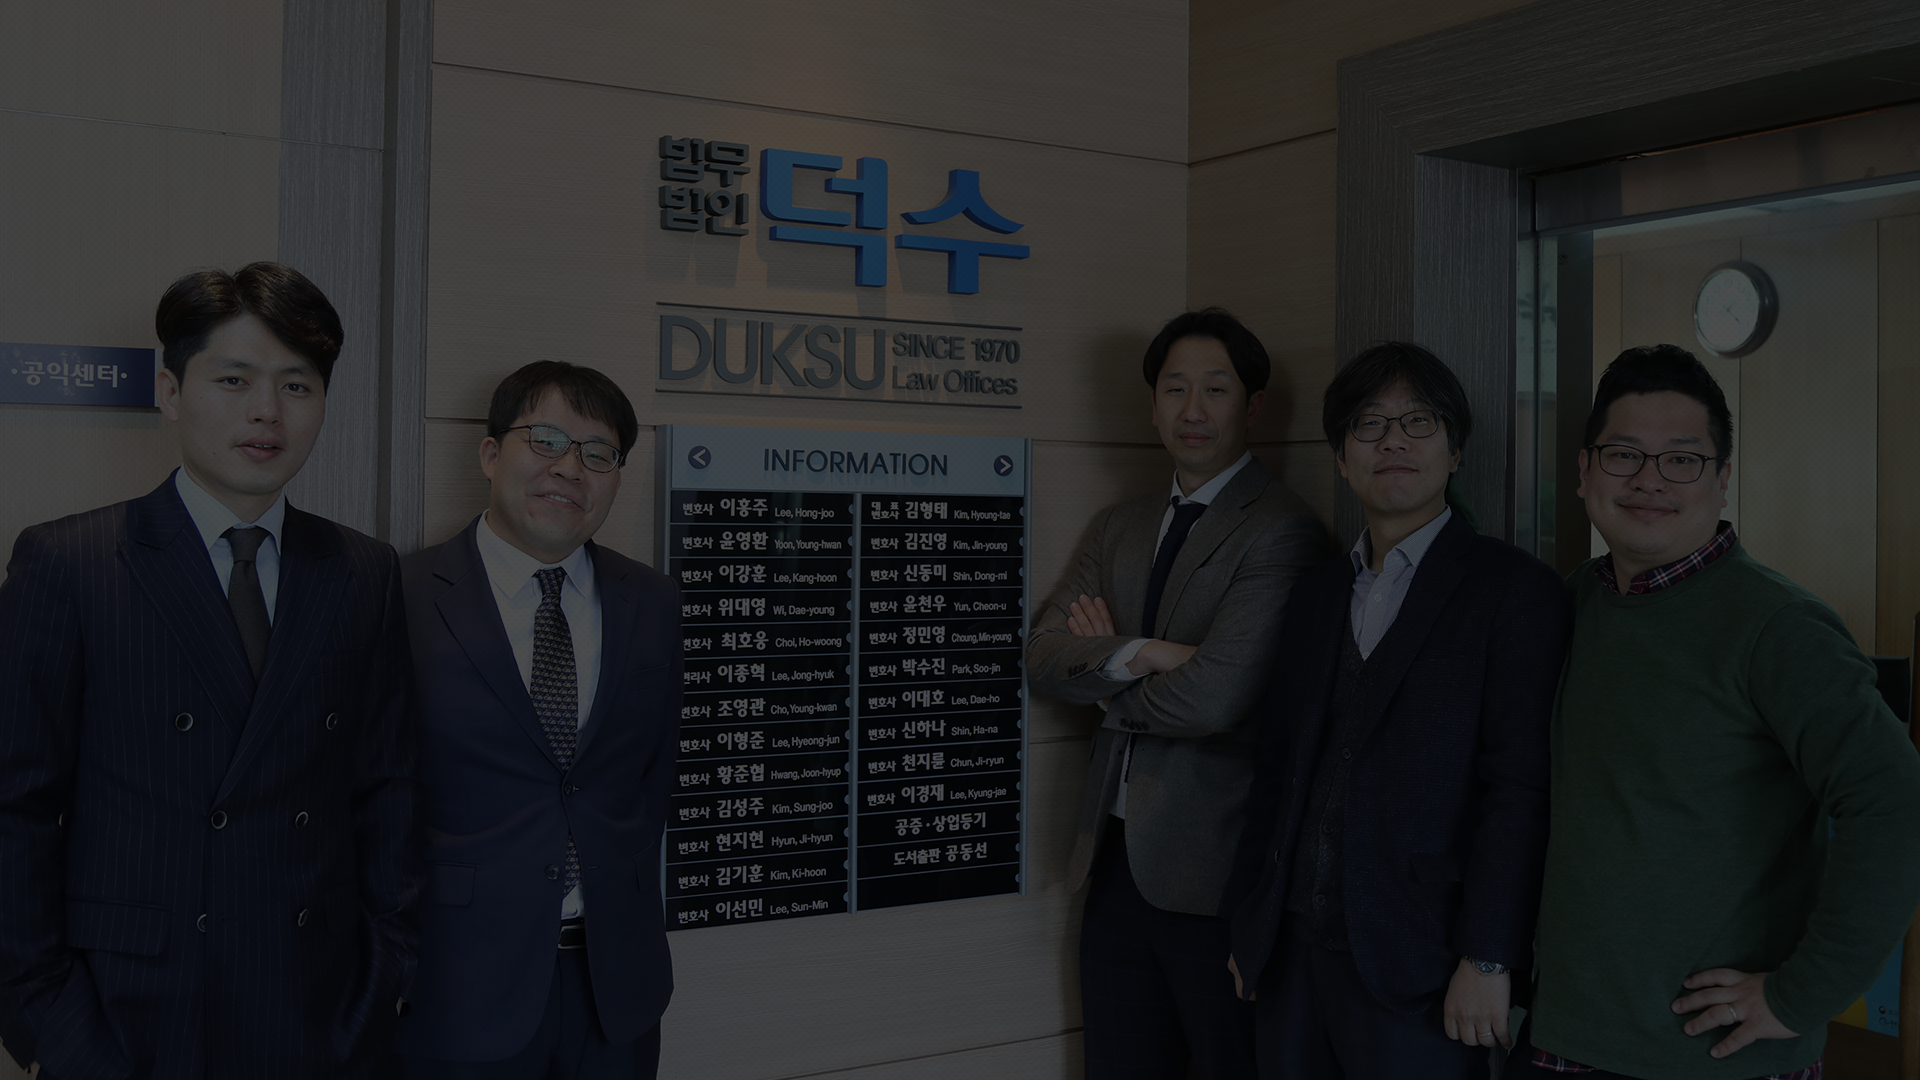 ·공익센터·
법무
법인
덕수
DUKSU
SINCE 1970
Law Offices
INFORMATION
변호사 이홍주 Lee, Hong-joo
변호사 윤영환 Yoon, Young-hwan
변호사 이강훈 Lee, Kang-hoon
변호사 위대영 Wi, Dae-young
변호사 최호웅 Choi, Ho-woong
변리사 이종혁 Lee, Jong-hyuk
변호사 조영관 Cho, Young-kwan
변호사 이형준 Lee, Hyeong-jun
변호사 황준협 Hwang, Joon-hyup
변호사 김성주 Kim, Sung-joo
변호사 현지현 Hyun, Ji-hyun
변호사 김기훈 Kim, Ki-hoon
변호사 이선민 Lee, Sun-Min
대표변호사 김형태 Kim, Hyoung-tae
변호사 김진영 Kim, Jin-young
변호사 신동미 Shin, Dong-mi
변호사 윤천우 Yun, Cheon-u
변호사 정민영 Choung, Min-young
변호사 박수진 Park, Soo-jin
변호사 이대호 Lee, Dae-ho
변호사 신하나 Shin, Ha-na
변호사 천지륜 Chun, Ji-ryun
변호사 이경재 Lee, Kyung-jae
공증·상업등기
도서출판 공동선